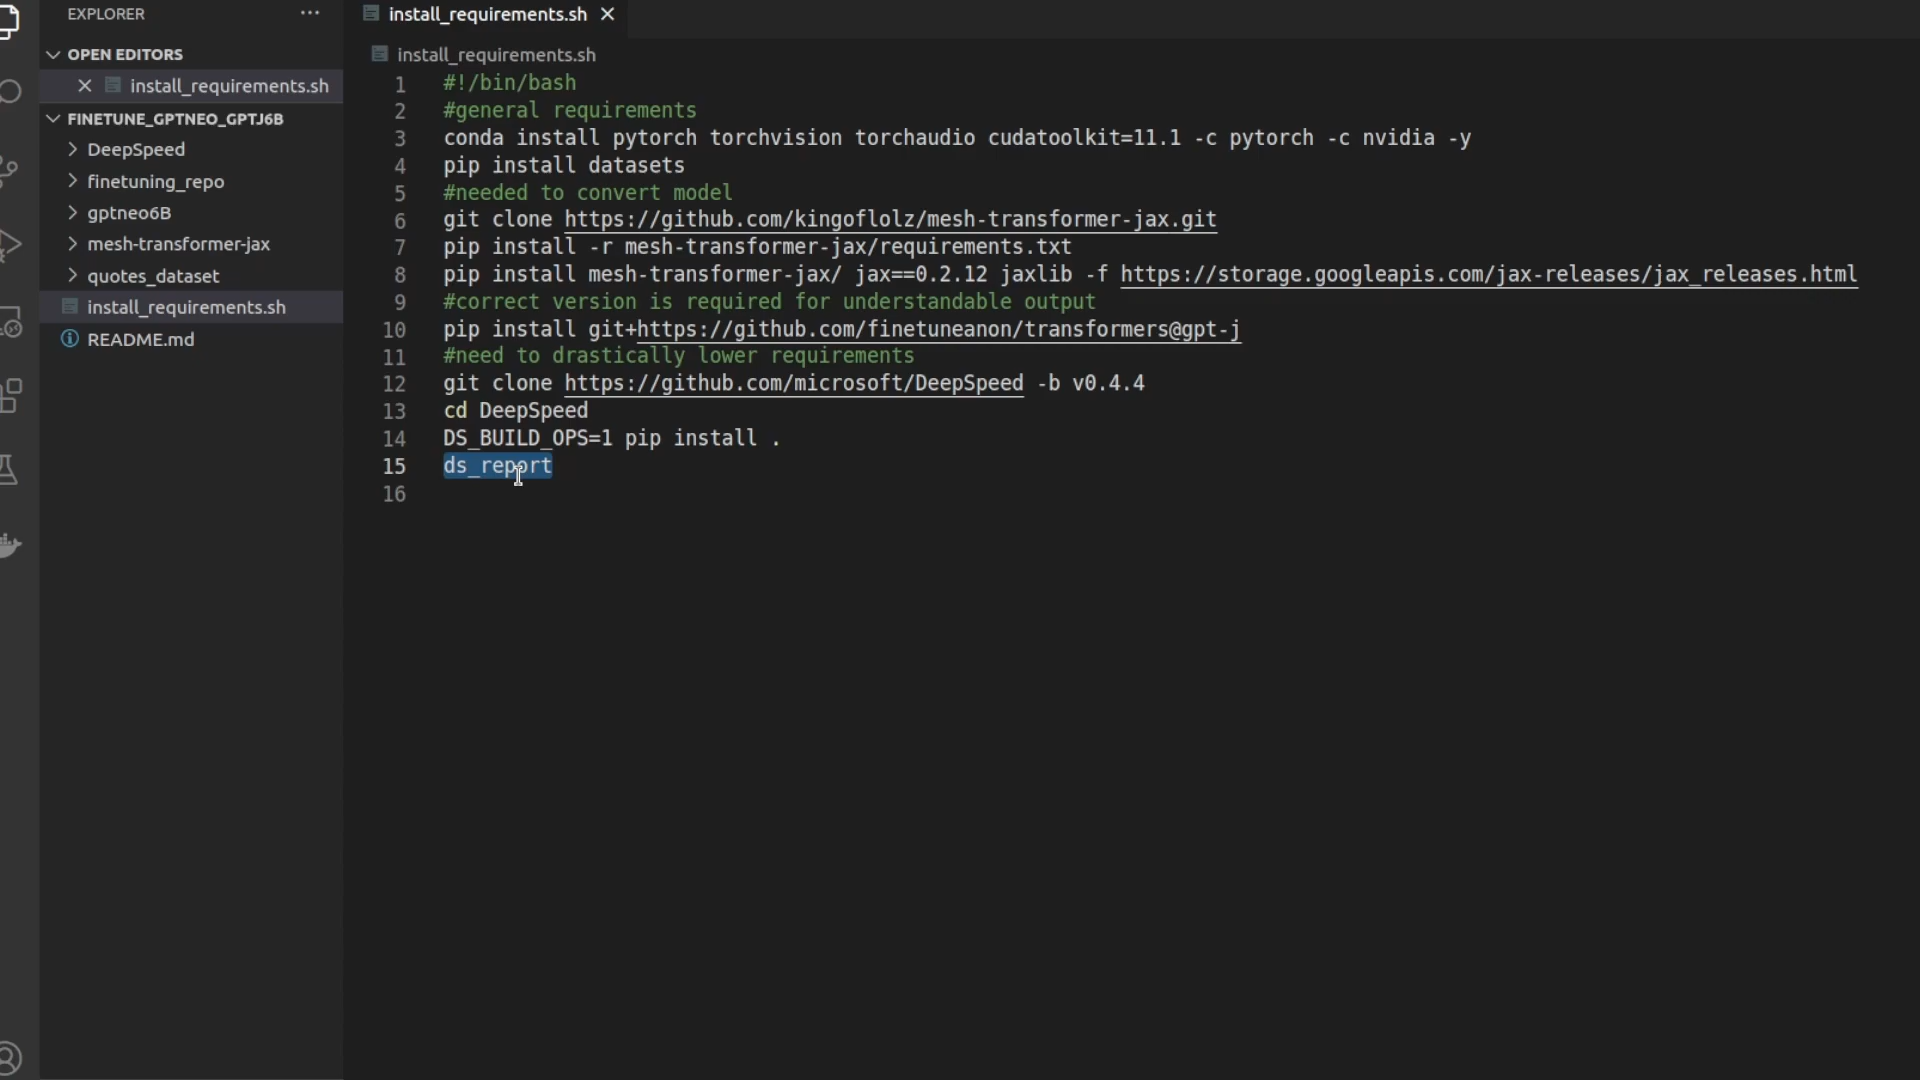 EXPLORER
OPEN EDITORS
install_requirements.sh
FINETUNE_GPTNEO_GPTJ6B
DeepSpeed
finetuning_repo
gptneo6B
mesh-transformer-jax
quotes_dataset
install_requirements.sh
README.md
install_requirements.sh
install_requirements.sh
1 #!/bin/bash
2 #general requirements
3 conda install pytorch torchvision torchaudio cudatoolkit=11.1 -c pytorch -c nvidia -y
4 pip install datasets
5 #needed to convert model
6 git clone https://github.com/kingoflolz/mesh-transformer-jax.git
7 pip install -r mesh-transformer-jax/requirements.txt
8 pip install mesh-transformer-jax/ jax==0.2.12 jaxlib -f https://storage.googleapis.com/jax-releases/jax_releases.html
9 #correct version is required for understandable output
10 pip install git+https://github.com/finetuneanon/transformers@gpt-j
11 #need to drastically lower requirements
12 git clone https://github.com/microsoft/DeepSpeed -b v0.4.4
13 cd DeepSpeed
14 DS_BUILD_OPS=1 pip install .
15 ds_report
16